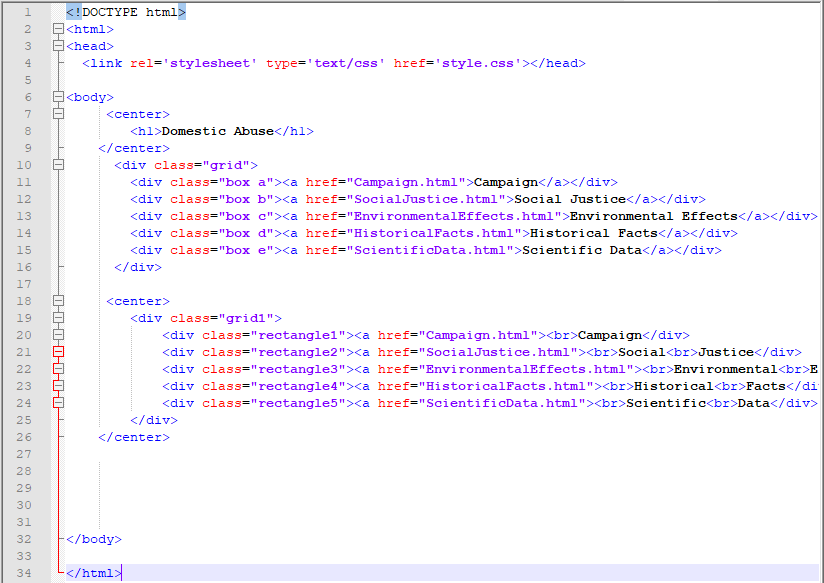 1 <!DOCTYPE html>
2 <html>
3 <head>
4 <link rel='stylesheet' type='text/css' href='style.css'></head>
5
6 <body>
7 <center>
8 <h1>Domestic Abuse</h1>
9 </center>
10 <div class="grid">
11 <div class="box a"><a href="Campaign.html">Campaign</a></div>
12 <div class="box b"><a href="SocialJustice.html">Social Justice</a></div>
13 <div class="box c"><a href="EnvironmentalEffects.html">Environmental Effects</a></div>
14 <div class="box d"><a href="HistoricalFacts.html">Historical Facts</a></div>
15 <div class="box e"><a href="ScientificData.html">Scientific Data</a></div>
16 </div>
17
18 <center>
19 <div class="grid1">
20 <div class="rectangle1"><a href="Campaign.html"><br>Campaign</div>
21 <div class="rectangle2"><a href="SocialJustice.html"><br>Social<br>Justice</div>
22 <div class="rectangle3"><a href="EnvironmentalEffects.html"><br>Environmental<br>E
23 <div class="rectangle4"><a href="HistoricalFacts.html"><br>Historical<br>Facts</di
24 <div class="rectangle5"><a href="ScientificData.html"><br>Scientific<br>Data</div>
25 </div>
26 </center>
27
28
29
30
31
32 </body>
33
34 </html>